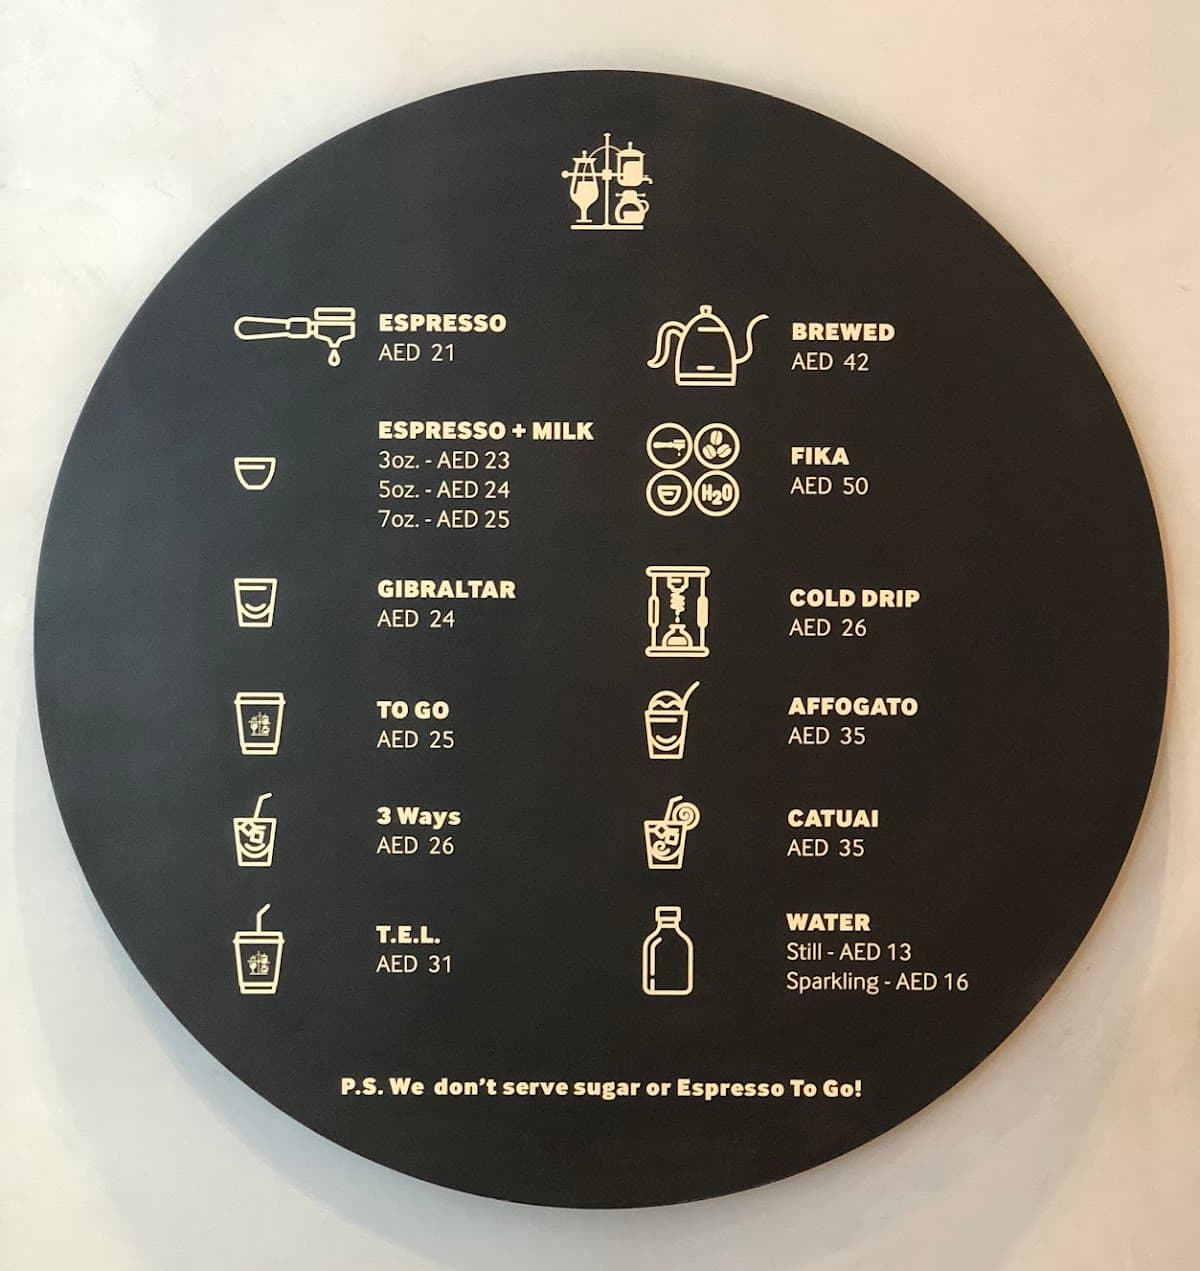 ESPRESSO
AED 21
ESPRESSO + MILK
3oz. - AED 23
5oz. - AED 24
7oz. - AED 25
GIBRALTAR
AED 24
TO GO
AED 25
3 Ways
AED 26
T.E.L.
AED 31
BREWED
AED 42
H2O
FIKA
AED 50
COLD DRIP
AED 26
AFFOGATO
AED 35
CATUAI
AED 35
WATER
Still - AED 13
Sparkling - AED 16
P.S. We don't serve sugar or Espresso To Go!